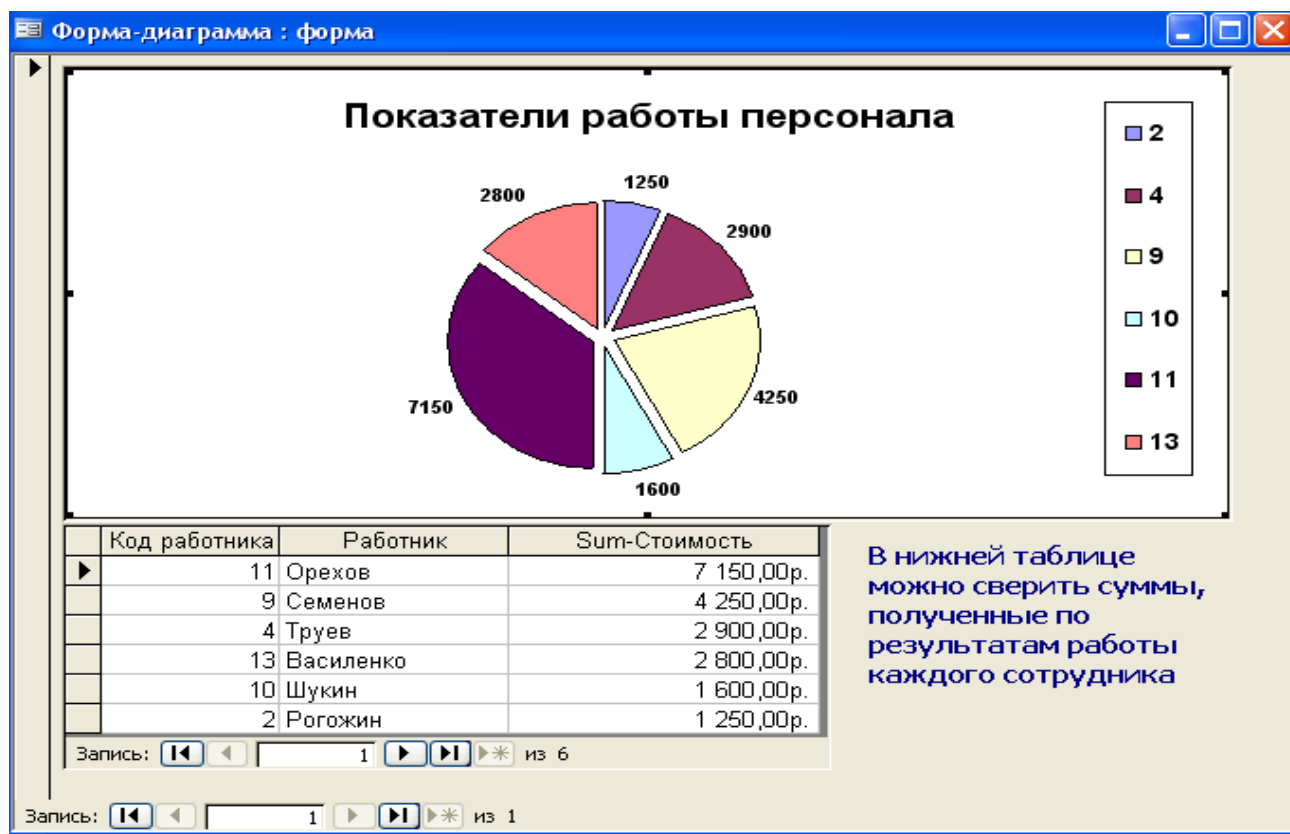 Форма-диаграмма : форма
Показатели работы персонала
2
4
9
10
11
13
1250
2900
4250
1600
7150
2800
Код работника Работник Sum-Стоимость
11 Орехов 7 150,00р.
9 Семенов 4 250,00р.
4 Труев 2 900,00р.
13 Василенко 2 800,00р.
10 Шукин 1 600,00р.
2 Рогожин 1 250,00р.
Запись: 1 из 6
В нижней таблице
можно сверить суммы,
полученные по
результатам работы
каждого сотрудника
Запись: 1 из 1